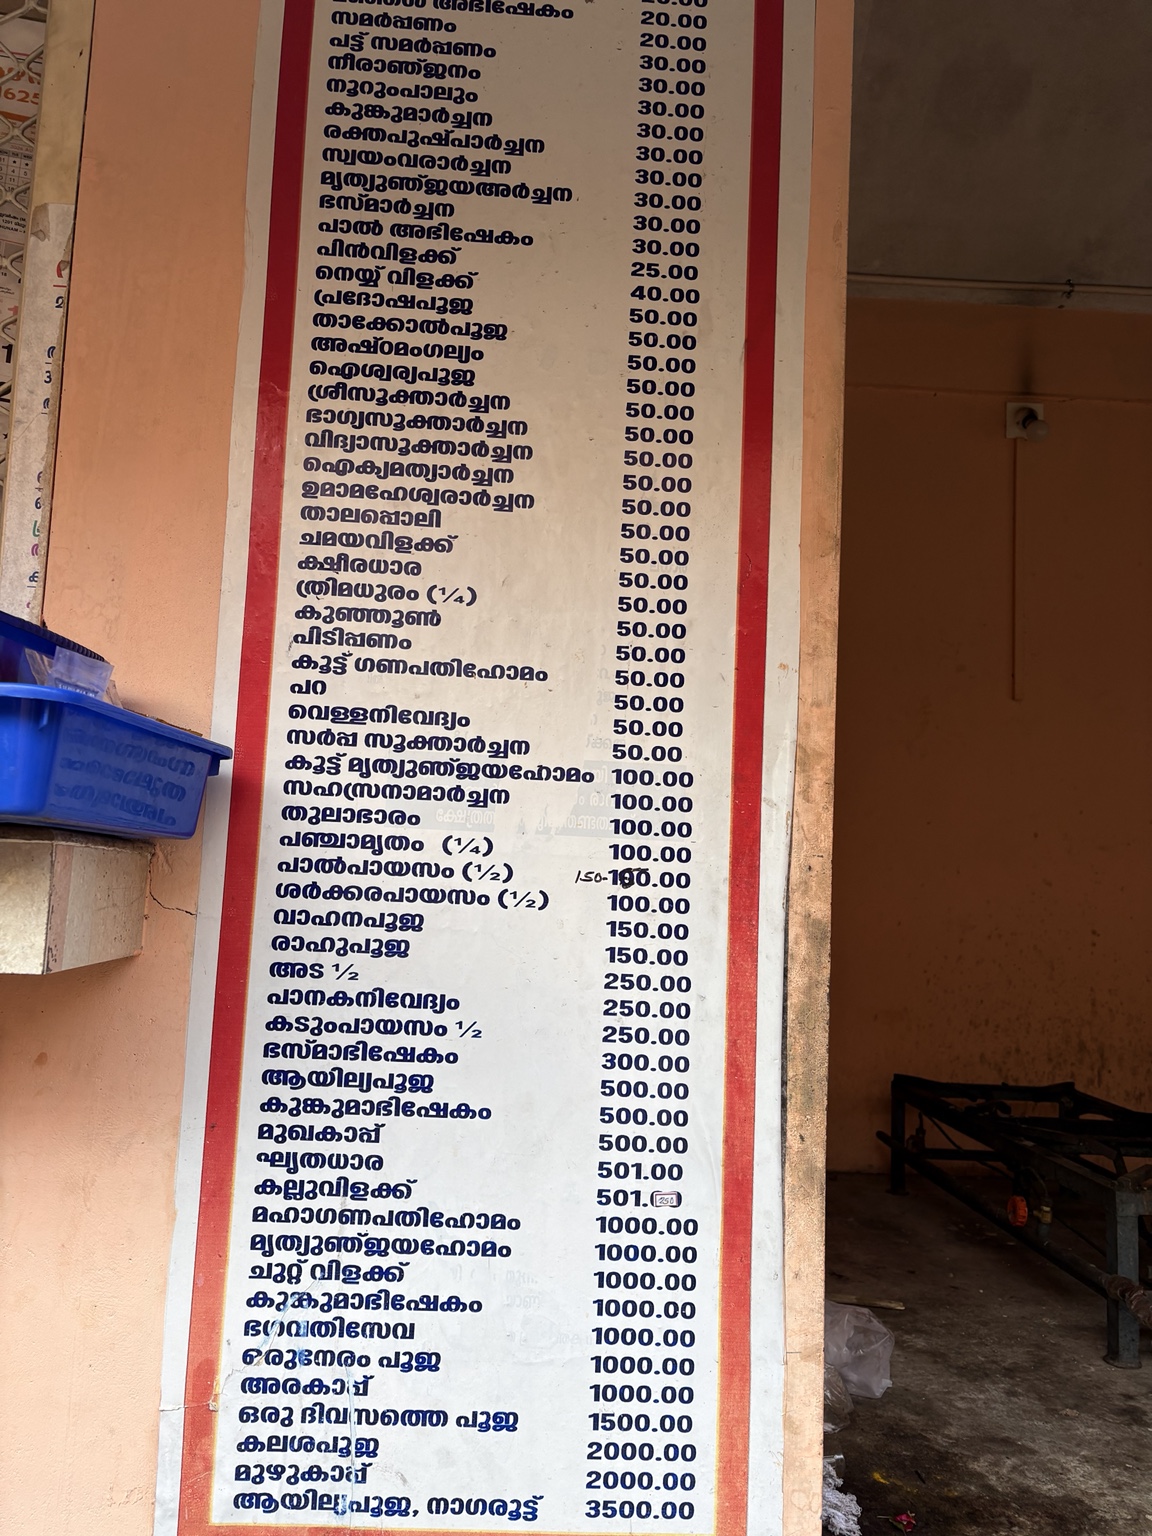 അഭിഷേകം 20.00
സമർപ്പണം 20.00
പട്ട് സമർപ്പണം 30.00
നീരാഞ്ജനം 30.00
നൂറുംപാലും 30.00
കുങ്കുമാർച്ചന 30.00
രക്തപുഷ്പാർച്ചന 30.00
സ്വയംവരാർച്ചന 30.00
മൃത്യുഞ്ജയഅർച്ചന 30.00
ഭസ്മാർച്ചന 30.00
പാൽ അഭിഷേകം 30.00
പിൻവിളക്ക് 25.00
നെയ്യ് വിളക്ക് 40.00
പ്രദോഷപൂജ 50.00
താക്കോൽപൂജ 50.00
അഷ്ഠമംഗല്യം 50.00
ഐശ്വര്യപൂജ 50.00
ശ്രീസൂക്താർച്ചന 50.00
ഭാഗ്യസൂക്താർച്ചന 50.00
വിദ്യാസൂക്താർച്ചന 50.00
ഐക്യമത്യാർച്ചന 50.00
ഉമാമഹേശ്വരാർച്ചന 50.00
താലപ്പൊലി 50.00
ചമയവിളക്ക് 50.00
ക്ഷീരധാര 50.00
ത്രിമധുരം (¼) 50.00
കുഞ്ഞൂൺ 50.00
പിടിപ്പണം 50.00
കൂട്ട് ഗണപതിഹോമം 50.00
പറ 50.00
വെള്ളനിവേദ്യം 50.00
സർപ്പ സൂക്താർച്ചന 50.00
കൂട്ട് മൃത്യുഞ്ജയഹോമം 100.00
സഹസ്രനാമാർച്ചന 100.00
തുലാഭാരം 100.00
പഞ്ചാമൃതം (¼) 100.00
പാൽപായസം (½) 150-100.00
ശർക്കരപായസം (½) 100.00
വാഹനപൂജ 150.00
രാഹുപൂജ 150.00
അട ½ 250.00
പാനകനിവേദ്യം 250.00
കടുംപായസം ½ 250.00
ഭസ്മാഭിഷേകം 300.00
ആയില്യപൂജ 500.00
കുങ്കുമാഭിഷേകം 500.00
മുഖകാപ്പ് 500.00
ഘൃതധാര 501.00
കല്ലുവിളക്ക് 501. 250
മഹാഗണപതിഹോമം 1000.00
മൃത്യുഞ്ജയഹോമം 1000.00
ചുറ്റ് വിളക്ക് 1000.00
കുങ്കുമാഭിഷേകം 1000.00
ഭഗവതിസേവ 1000.00
ഒരുനേരം പൂജ 1000.00
അരകാപ്പ് 1000.00
ഒരു ദിവസത്തെ പൂജ 1500.00
കലശപൂജ 2000.00
മുഴുകാപ്പ് 2000.00
ആയില്യപൂജ, നാഗരൂട്ട് 3500.00